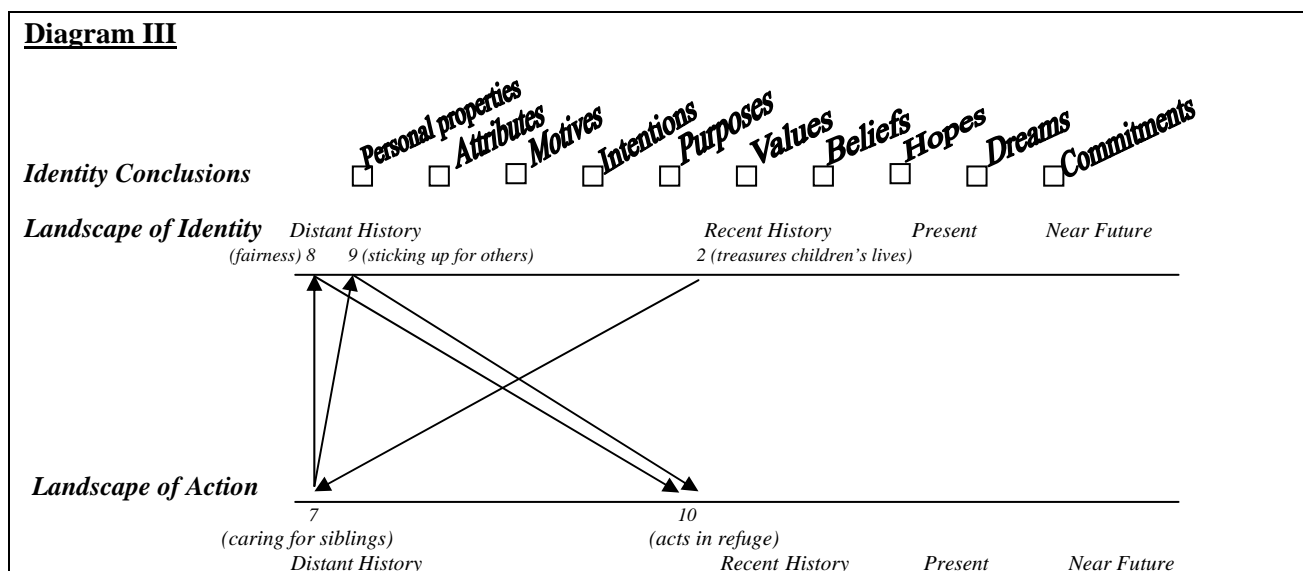 Diagram III
Personal properties Attributes Motives Intentions Purposes Values Beliefs Hopes Dreams Commitments
Identity Conclusions
Landscape of Identity Distant History Recent History Present Near Future
(fairness) 8 9 (sticking up for others) 2 (treasures children's lives)
Landscape of Action
7 10
(caring for siblings) (acts in refuge)
Distant History Recent History Present Near Future